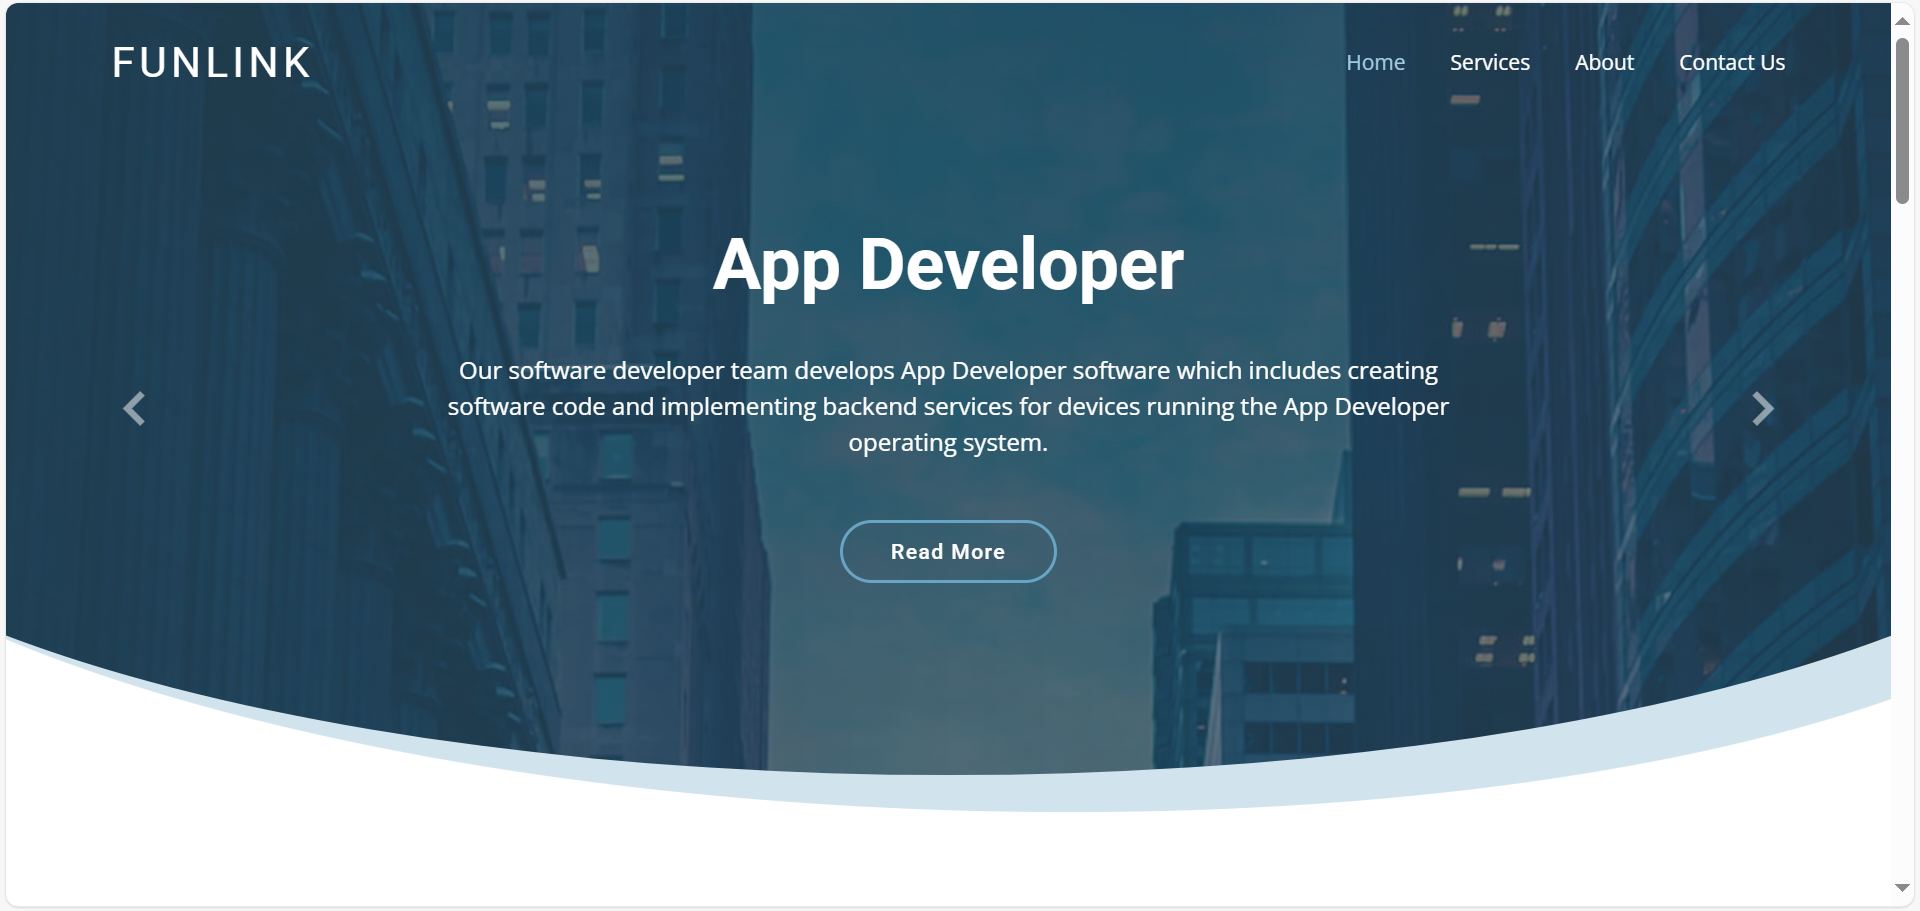 FUNLINK
Home Services About Contact Us
App Developer
Our software developer team develops App Developer software which includes creating
software code and implementing backend services for devices running the App Developer
operating system.
Read More